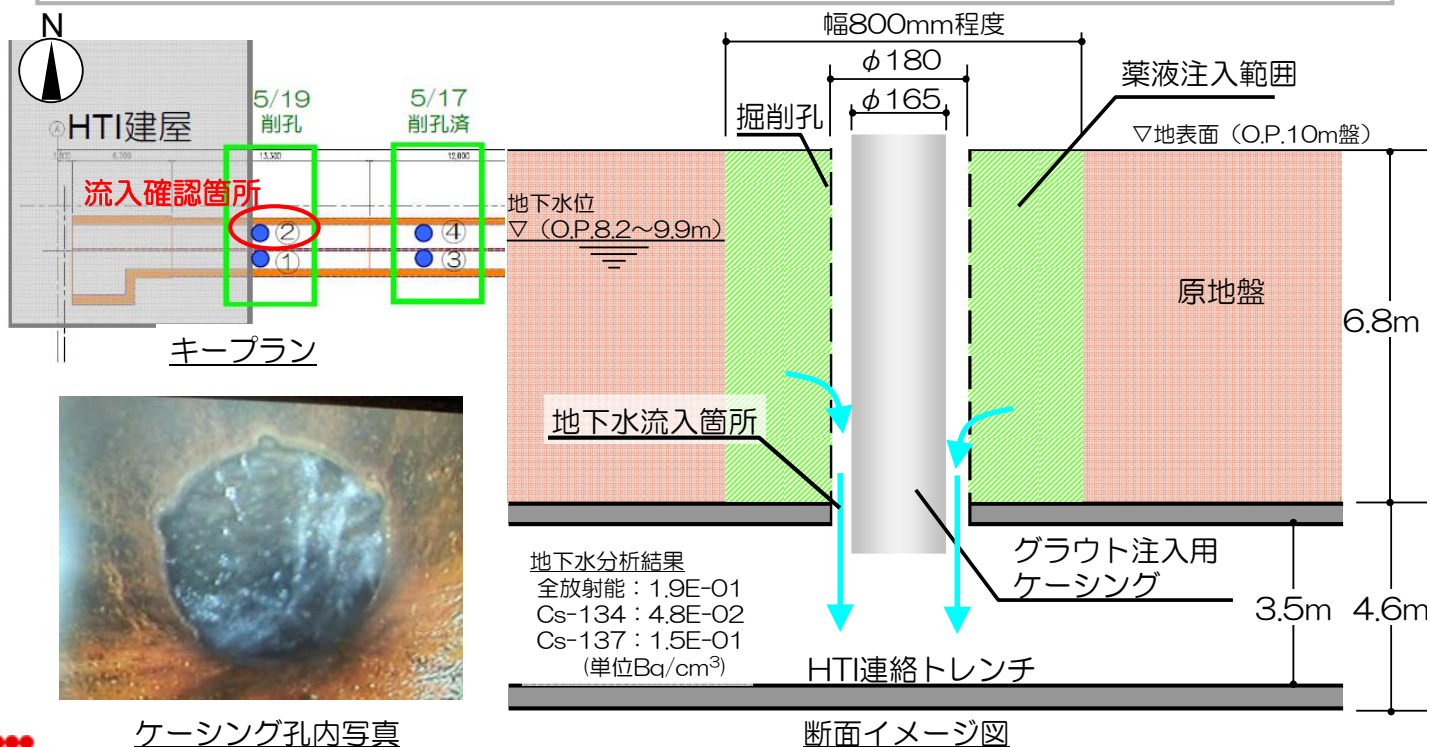 N
HTI建屋
5/19
削孔
5/17
削孔済
A
6,700
13,300
12,000
流入確認箇所
②
①
④
③
キープラン
幅800mm程度
φ180
φ165
掘削孔
薬液注入範囲
▽地表面（O.P.10m盤）
地下水位
▽（O.P.8.2～9.9m）
原地盤
6.8m
地下水流入箇所
グラウト注入用
ケーシング
地下水分析結果
全放射能：1.9E-01
Cs-134：4.8E-02
Cs-137：1.5E-01
(単位Bq/cm³)
3.5m
4.6m
HTI連絡トレンチ
ケーシング孔内写真
断面イメージ図